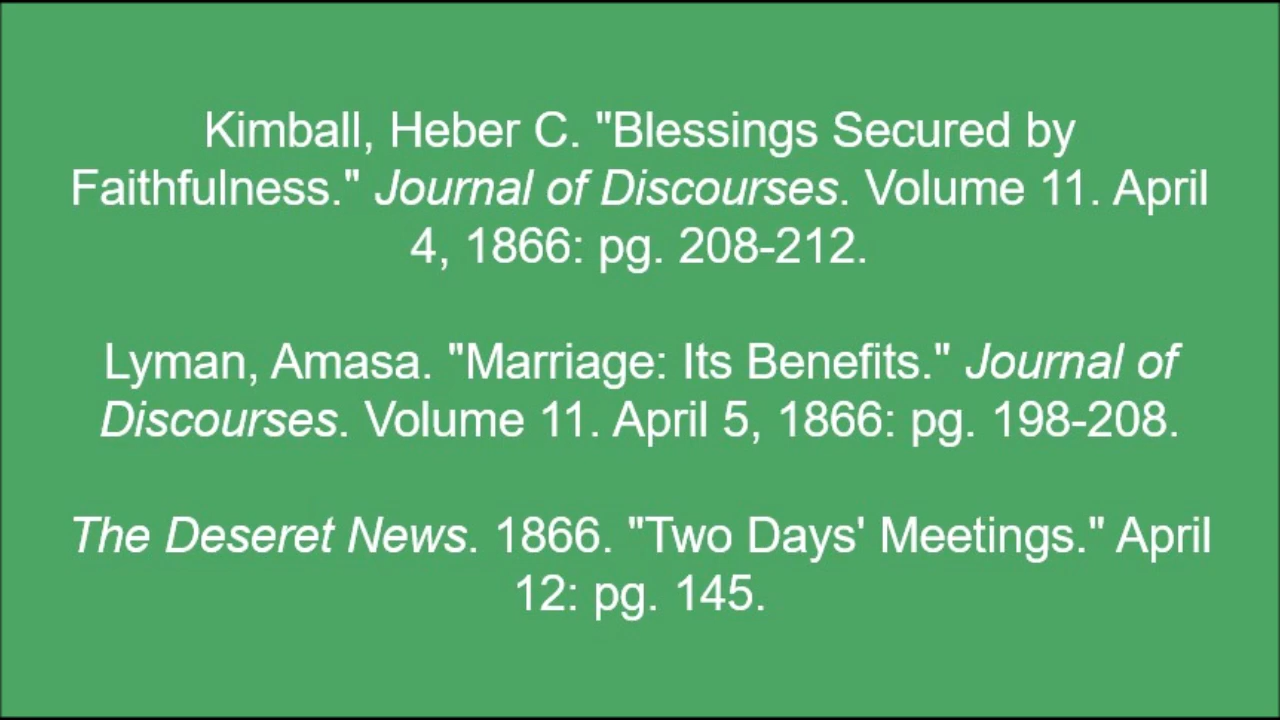 Kimball, Heber C. "Blessings Secured by
Faithfulness." Journal of Discourses. Volume 11. April
4, 1866: pg. 208-212.
Lyman, Amasa. "Marriage: Its Benefits." Journal of
Discourses. Volume 11. April 5, 1866: pg. 198-208.
The Deseret News. 1866. "Two Days' Meetings." April
12: pg. 145.